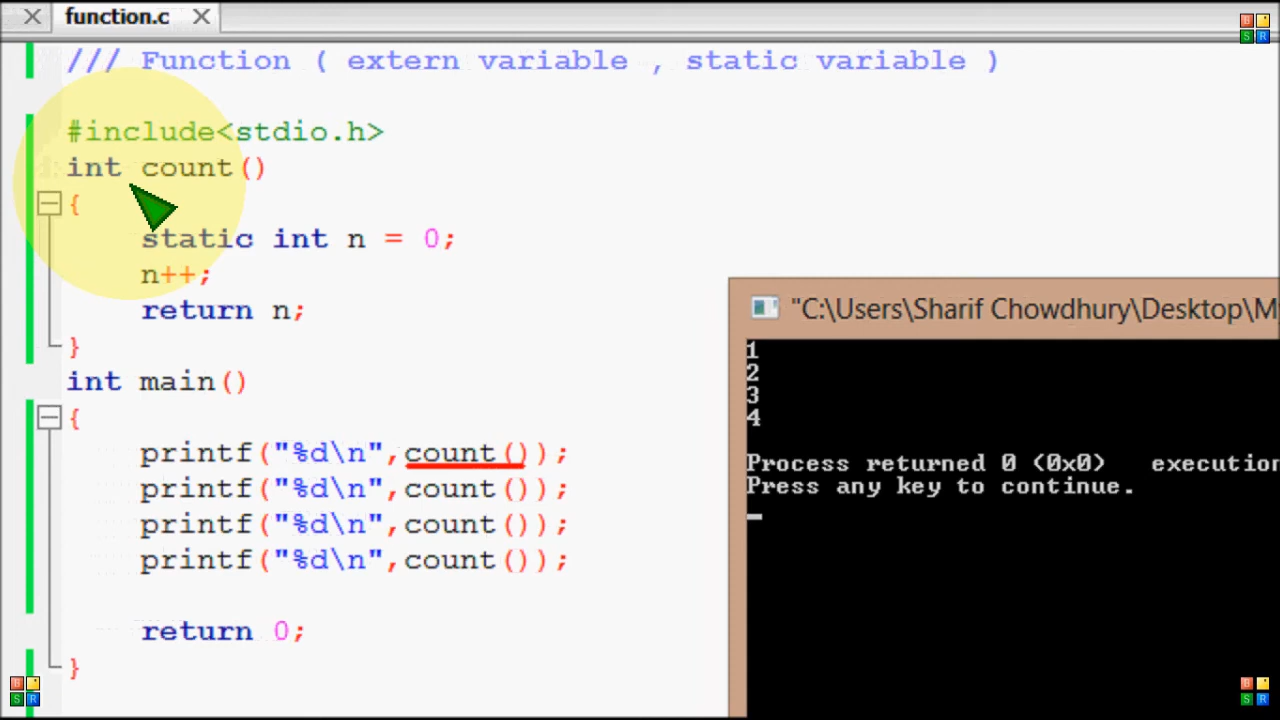 function.c
/// Function ( extern variable , static variable )
#include<stdio.h>
int count()
{
static int n = 0;
n++;
return n;
}
int main()
{
printf("%d\n",count());
printf("%d\n",count());
printf("%d\n",count());
printf("%d\n",count());
return 0;
}
"C:\Users\Sharif Chowdhury\Desktop\M
1
2
3
4
Process returned 0 (0x0) execution
Press any key to continue.
B
S R
B
S R
B
S R